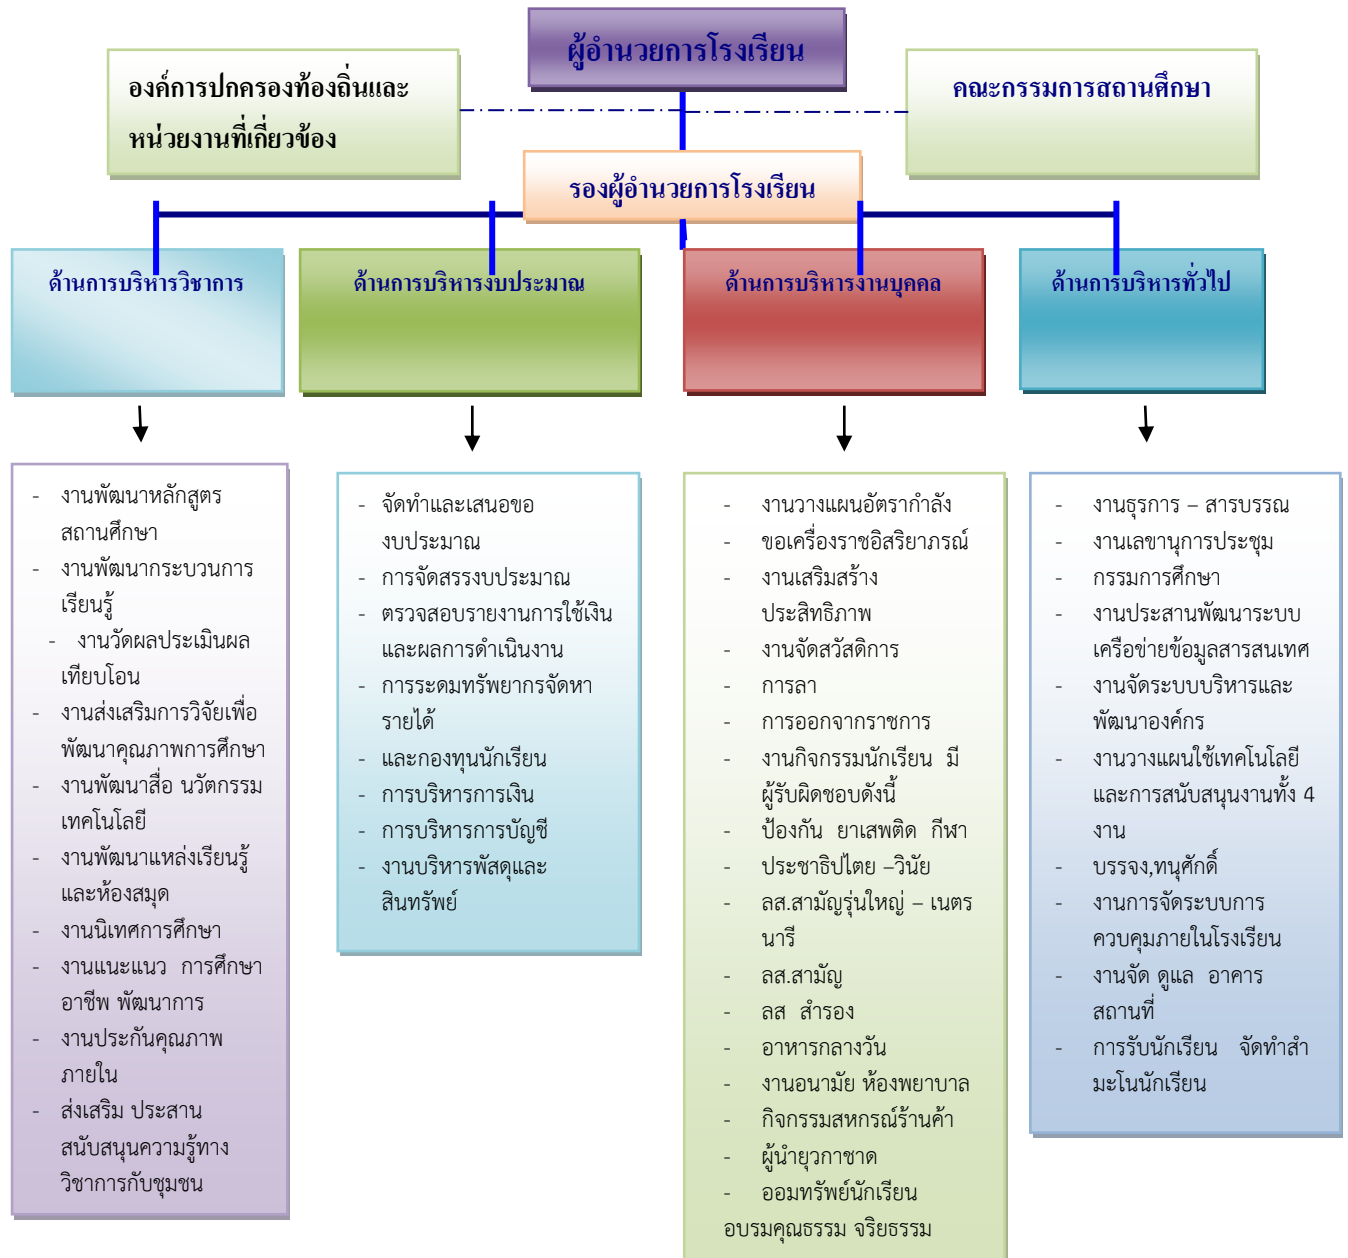 ผู้อำนวยการโรงเรียน
องค์การปกครองท้องถิ่นและ
หน่วยงานที่เกี่ยวข้อง
คณะกรรมการสถานศึกษา
รองผู้อำนวยการโรงเรียน
ด้านการบริหารวิชาการ
ด้านการบริหารงบประมาณ
ด้านการบริหารงานบุคคล
ด้านการบริหารทั่วไป
- งานพัฒนาหลักสูตร
สถานศึกษา
- งานพัฒนากระบวนการ
เรียนรู้
- งานวัดผลประเมินผล
เทียบโอน
- งานส่งเสริมการวิจัยเพื่อ
พัฒนาคุณภาพการศึกษา
- งานพัฒนาสื่อ นวัตกรรม
เทคโนโลยี
- งานพัฒนาแหล่งเรียนรู้
และห้องสมุด
- งานนิเทศการศึกษา
- งานแนะแนว การศึกษา
อาชีพ พัฒนาการ
- งานประกันคุณภาพ
ภายใน
- ส่งเสริม ประสาน
สนับสนุนความรู้ทาง
วิชาการกับชุมชน
- จัดทำและเสนอขอ
งบประมาณ
- การจัดสรรงบประมาณ
- ตรวจสอบรายงานการใช้เงิน
และผลการดำเนินงาน
- การระดมทรัพยากรจัดหา
รายได้
- และกองทุนนักเรียน
- การบริหารการเงิน
- การบริหารการบัญชี
- งานบริหารพัสดุและ
สินทรัพย์
- งานวางแผนอัตรากำลัง
- ขอเครื่องราชอิสริยาภรณ์
- งานเสริมสร้าง
ประสิทธิภาพ
- งานจัดสวัสดิการ
- การลา
- การออกจากราชการ
- งานกิจกรรมนักเรียน มี
ผู้รับผิดชอบดังนี้
- ป้องกัน ยาเสพติด กีฬา
- ประชาธิปไตย –วินัย
- ลส.สามัญรุ่นใหญ่ – เนตร
นารี
- ลส.สามัญ
- ลส สำรอง
- อาหารกลางวัน
- งานอนามัย ห้องพยาบาล
- กิจกรรมสหกรณ์ร้านค้า
- ผู้นำยุวกาชาด
- ออมทรัพย์นักเรียน
อบรมคุณธรรม จริยธรรม
- งานธุรการ – สารบรรณ
- งานเลขานุการประชุม
- กรรมการศึกษา
- งานประสานพัฒนาระบบ
เครือข่ายข้อมูลสารสนเทศ
- งานจัดระบบบริหารและ
พัฒนาองค์กร
- งานวางแผนใช้เทคโนโลยี
และการสนับสนุนงานทั้ง 4
งาน
- บรรจง,ทนุศักดิ์
- งานการจัดระบบการ
ควบคุมภายในโรงเรียน
- งานจัด ดูแล อาคาร
สถานที่
- การรับนักเรียน จัดทำสำ
มะโนนักเรียน